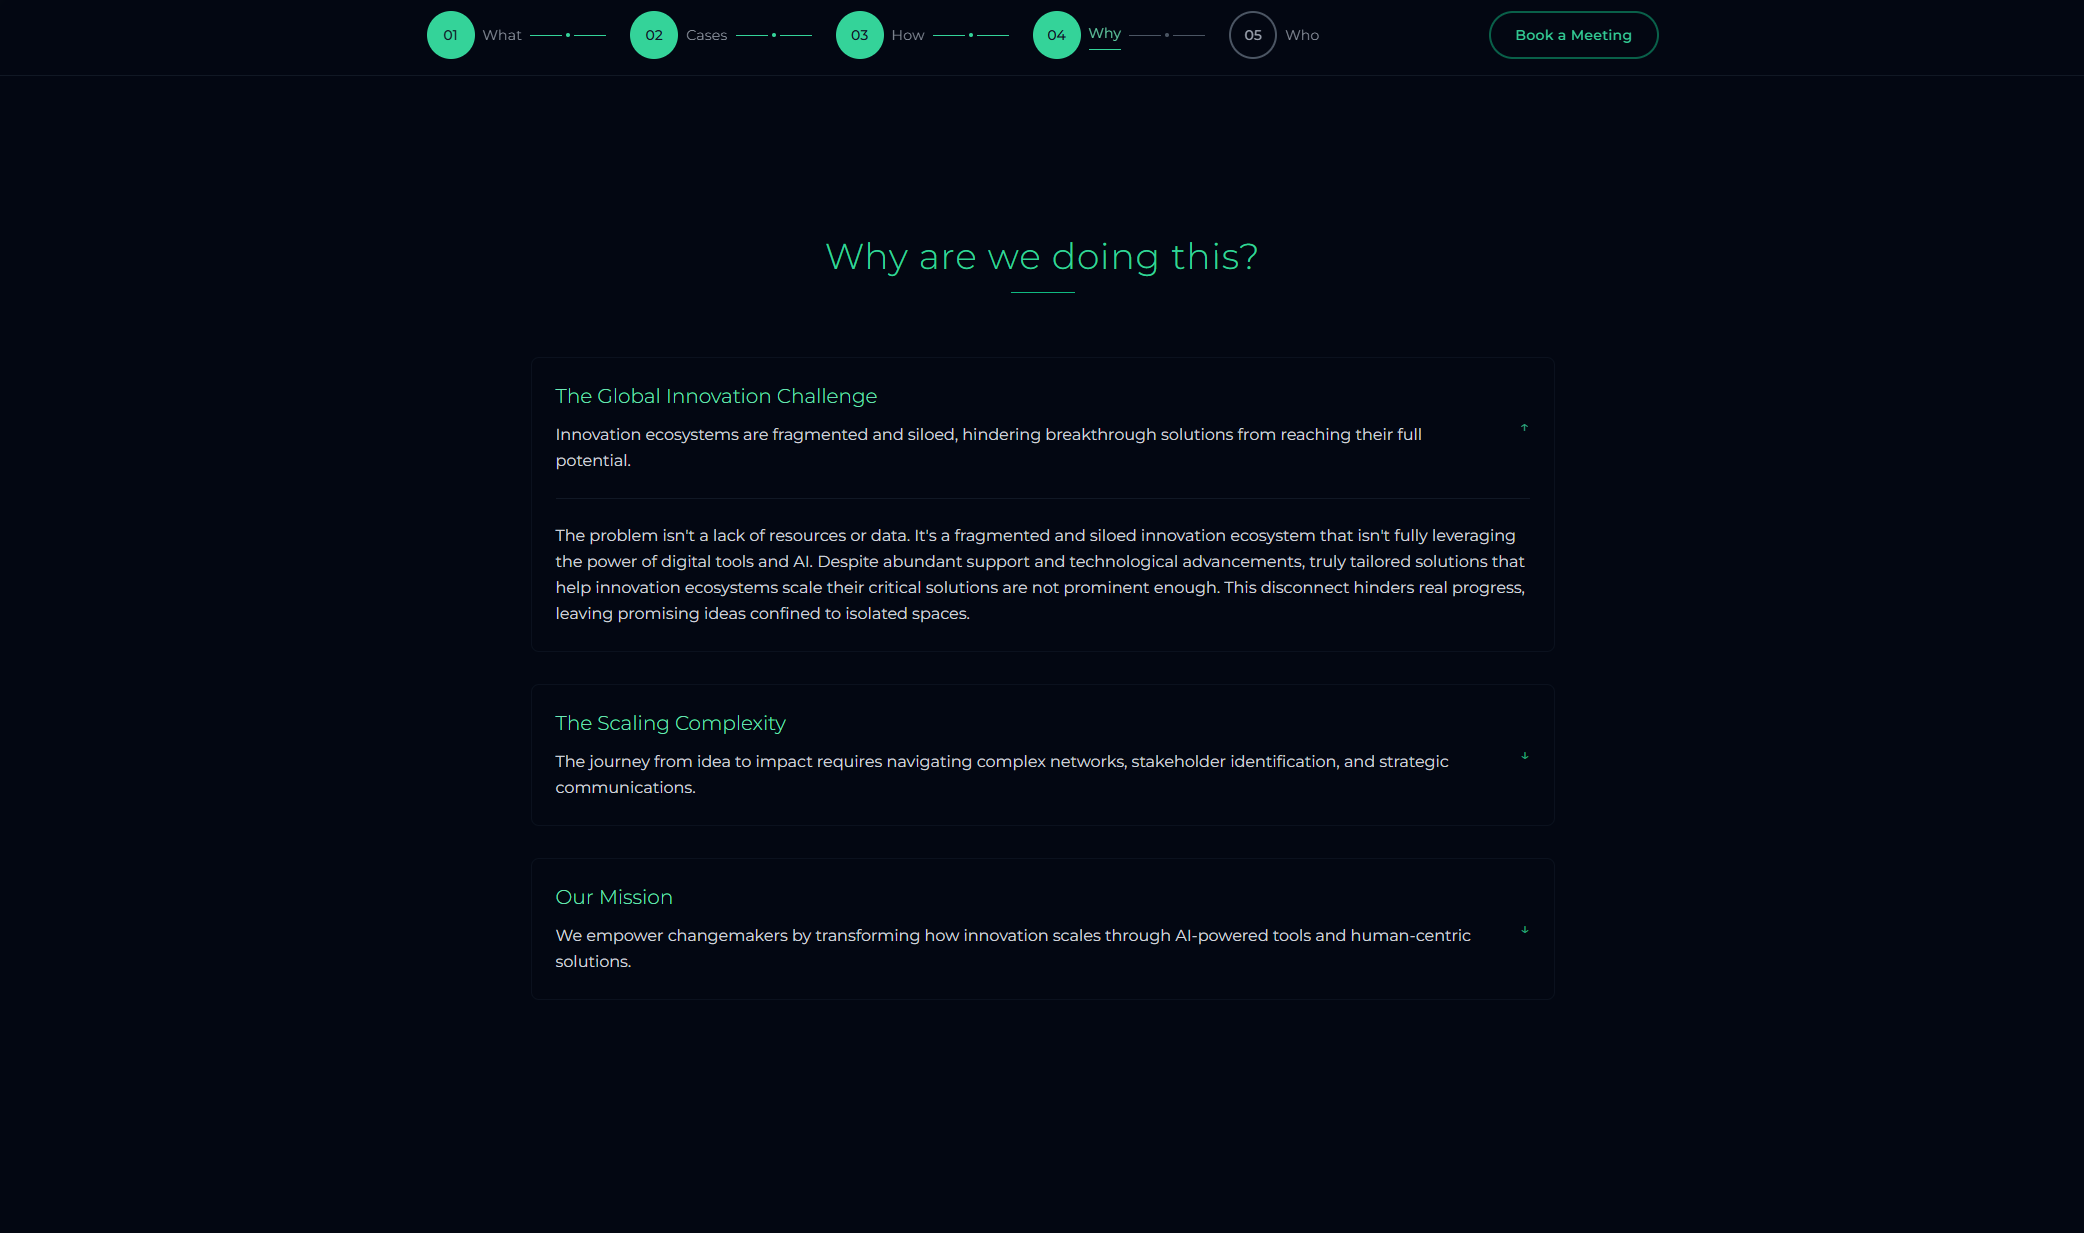 01 What 02 Cases 03 How 04 Why 05 Who Book a Meeting
Why are we doing this?
The Global Innovation Challenge
Innovation ecosystems are fragmented and siloed, hindering breakthrough solutions from reaching their full
potential.
↑
The problem isn't a lack of resources or data. It's a fragmented and siloed innovation ecosystem that isn't fully leveraging
the power of digital tools and AI. Despite abundant support and technological advancements, truly tailored solutions that
help innovation ecosystems scale their critical solutions are not prominent enough. This disconnect hinders real progress,
leaving promising ideas confined to isolated spaces.
The Scaling Complexity
The journey from idea to impact requires navigating complex networks, stakeholder identification, and strategic
communications.
↓
Our Mission
We empower changemakers by transforming how innovation scales through AI-powered tools and human-centric
solutions.
↓